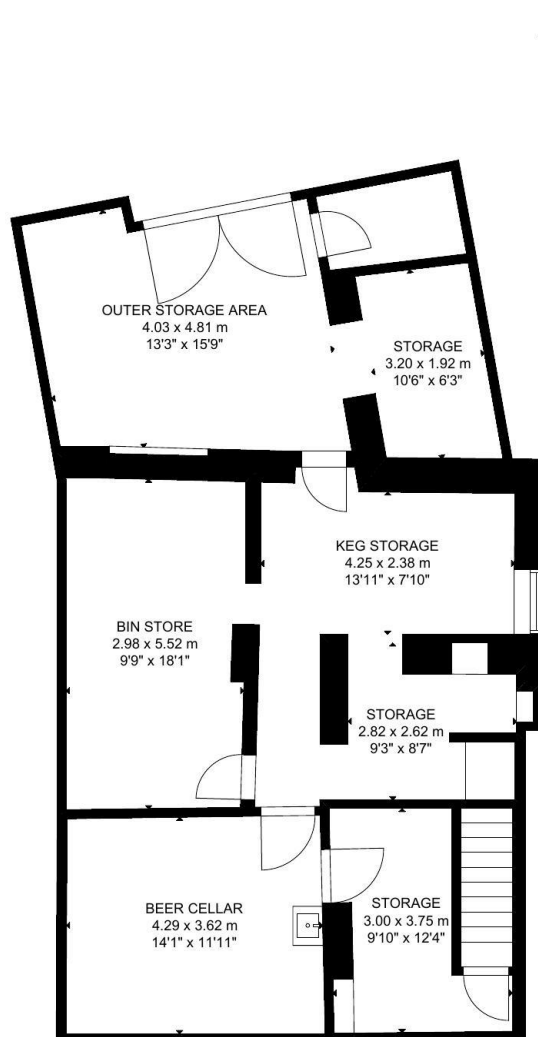 OUTER STORAGE AREA
4.03 x 4.81 m
13'3" x 15'9"
STORAGE
3.20 x 1.92 m
10'6" x 6'3"
KEG STORAGE
4.25 x 2.38 m
13'11" x 7'10"
BIN STORE
2.98 x 5.52 m
9'9" x 18'1"
STORAGE
2.82 x 2.62 m
9'3" x 8'7"
BEER CELLAR
4.29 x 3.62 m
14'1" x 11'11"
STORAGE
3.00 x 3.75 m
9'10" x 12'4"